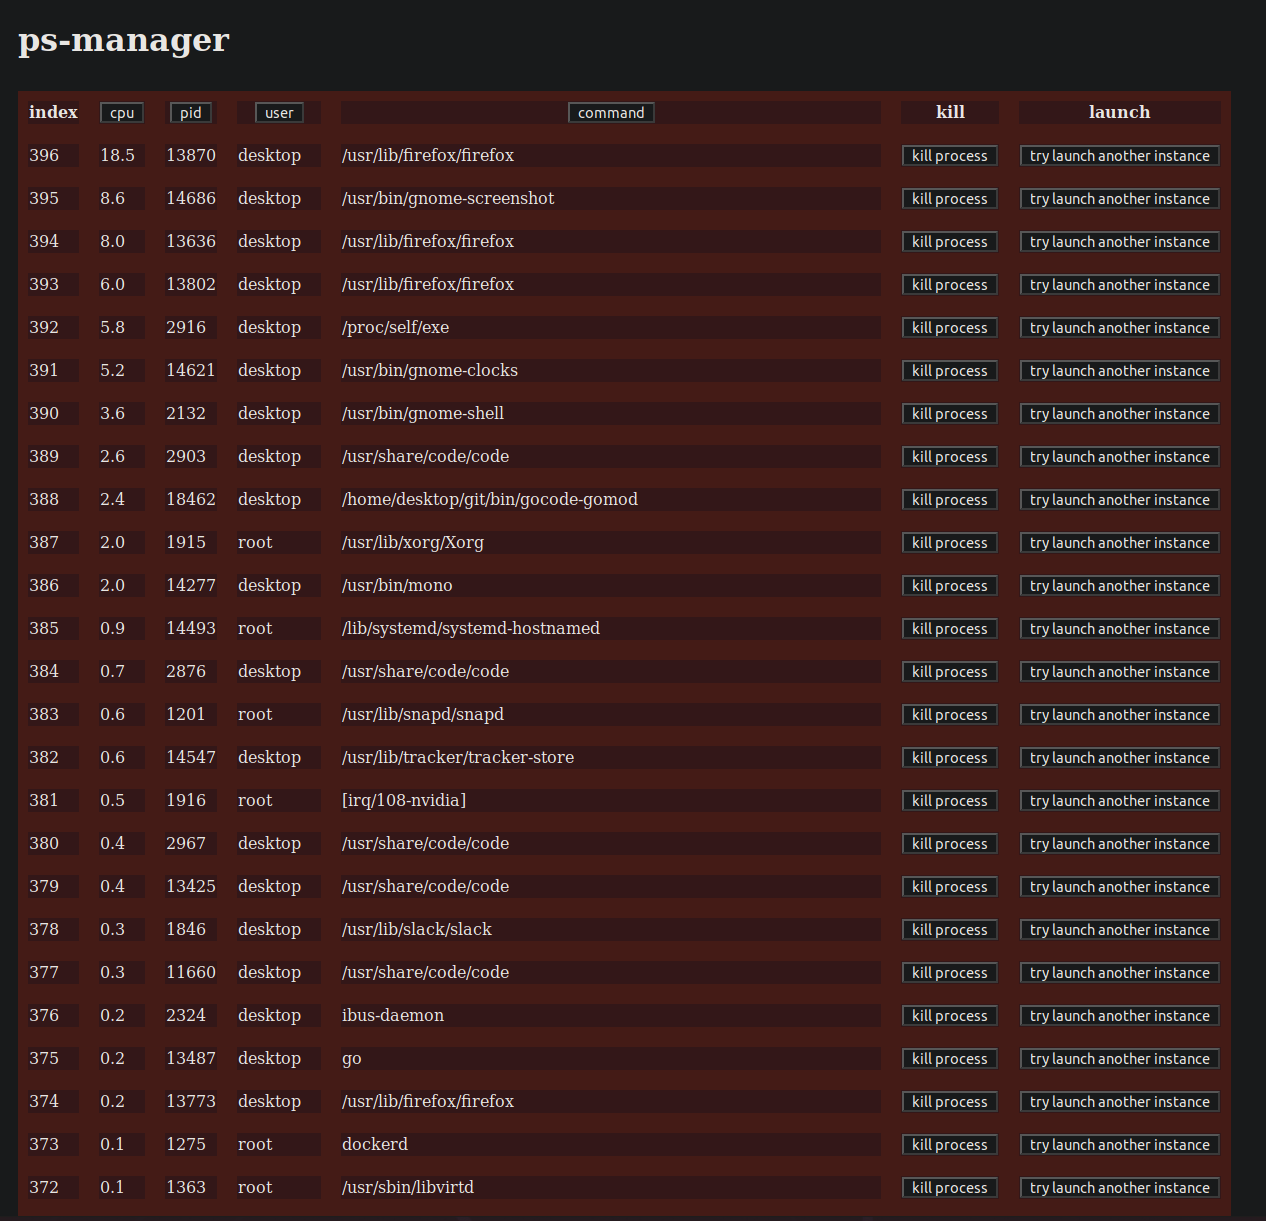 ps-manager
index cpu pid user command kill launch
396 18.5 13870 desktop /usr/lib/firefox/firefox kill process try launch another instance
395 8.6 14686 desktop /usr/bin/gnome-screenshot kill process try launch another instance
394 8.0 13636 desktop /usr/lib/firefox/firefox kill process try launch another instance
393 6.0 13802 desktop /usr/lib/firefox/firefox kill process try launch another instance
392 5.8 2916 desktop /proc/self/exe kill process try launch another instance
391 5.2 14621 desktop /usr/bin/gnome-clocks kill process try launch another instance
390 3.6 2132 desktop /usr/bin/gnome-shell kill process try launch another instance
389 2.6 2903 desktop /usr/share/code/code kill process try launch another instance
388 2.4 18462 desktop /home/desktop/git/bin/gocode-gomod kill process try launch another instance
387 2.0 1915 root /usr/lib/xorg/Xorg kill process try launch another instance
386 2.0 14277 desktop /usr/bin/mono kill process try launch another instance
385 0.9 14493 root /lib/systemd/systemd-hostnamed kill process try launch another instance
384 0.7 2876 desktop /usr/share/code/code kill process try launch another instance
383 0.6 1201 root /usr/lib/snapd/snapd kill process try launch another instance
382 0.6 14547 desktop /usr/lib/tracker/tracker-store kill process try launch another instance
381 0.5 1916 root [irq/108-nvidia] kill process try launch another instance
380 0.4 2967 desktop /usr/share/code/code kill process try launch another instance
379 0.4 13425 desktop /usr/share/code/code kill process try launch another instance
378 0.3 1846 desktop /usr/lib/slack/slack kill process try launch another instance
377 0.3 11660 desktop /usr/share/code/code kill process try launch another instance
376 0.2 2324 desktop ibus-daemon kill process try launch another instance
375 0.2 13487 desktop go kill process try launch another instance
374 0.2 13773 desktop /usr/lib/firefox/firefox kill process try launch another instance
373 0.1 1275 root dockerd kill process try launch another instance
372 0.1 1363 root /usr/sbin/libvirtd kill process try launch another instance